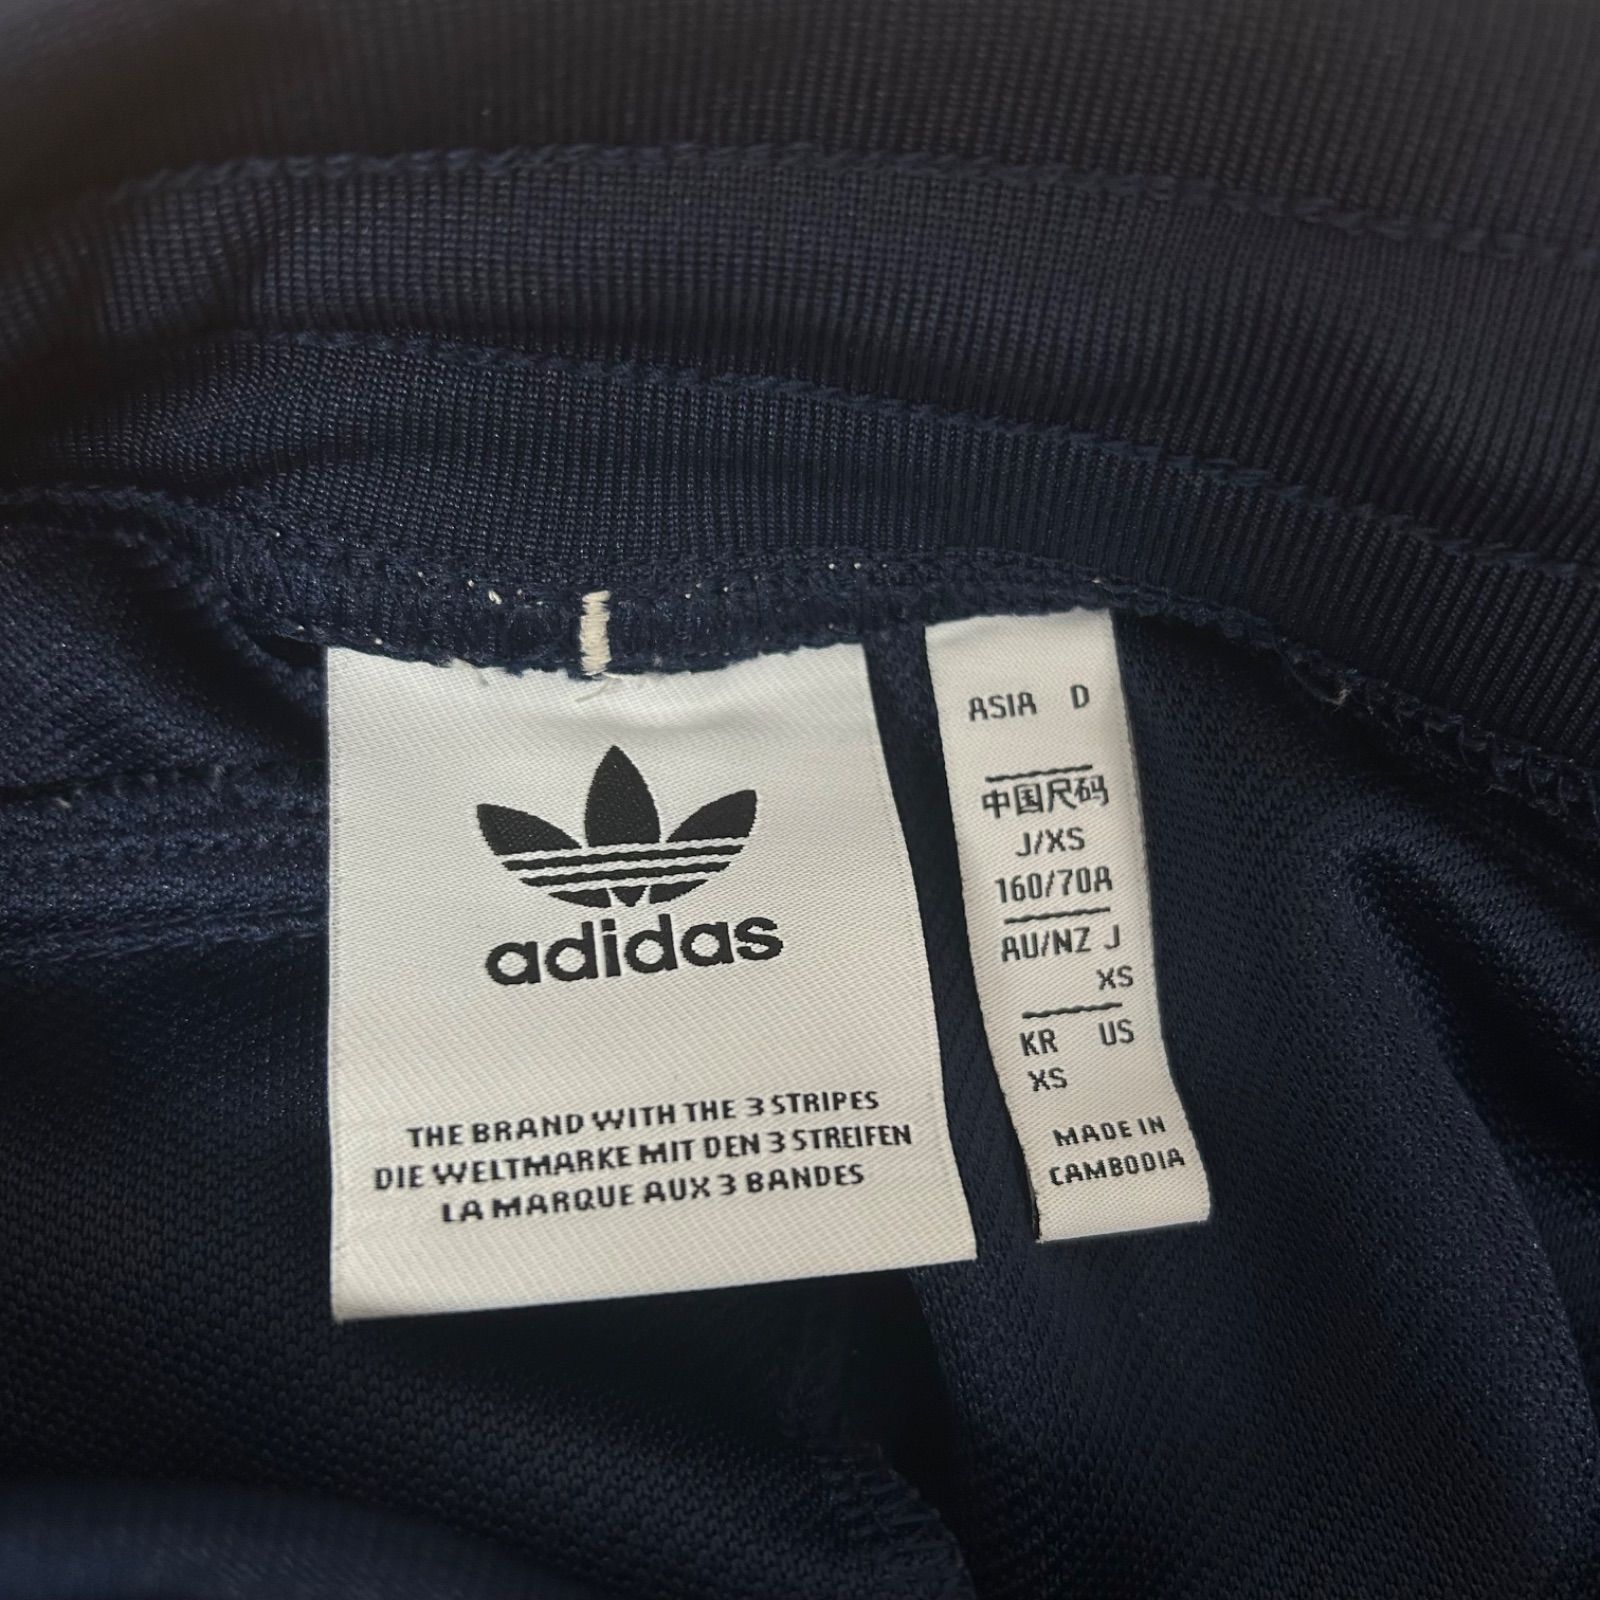 adidas
THE BRAND WITH THE 3 STRIPES
DIE WELTMARKE MIT DEN 3 STREIFEN
LA MARQUE AUX 3 BANDES
ASIA D
中国尺码
J/XS
160/70A
AU/NZ J
XS
KR US
XS
MADE IN
CAMBODIA